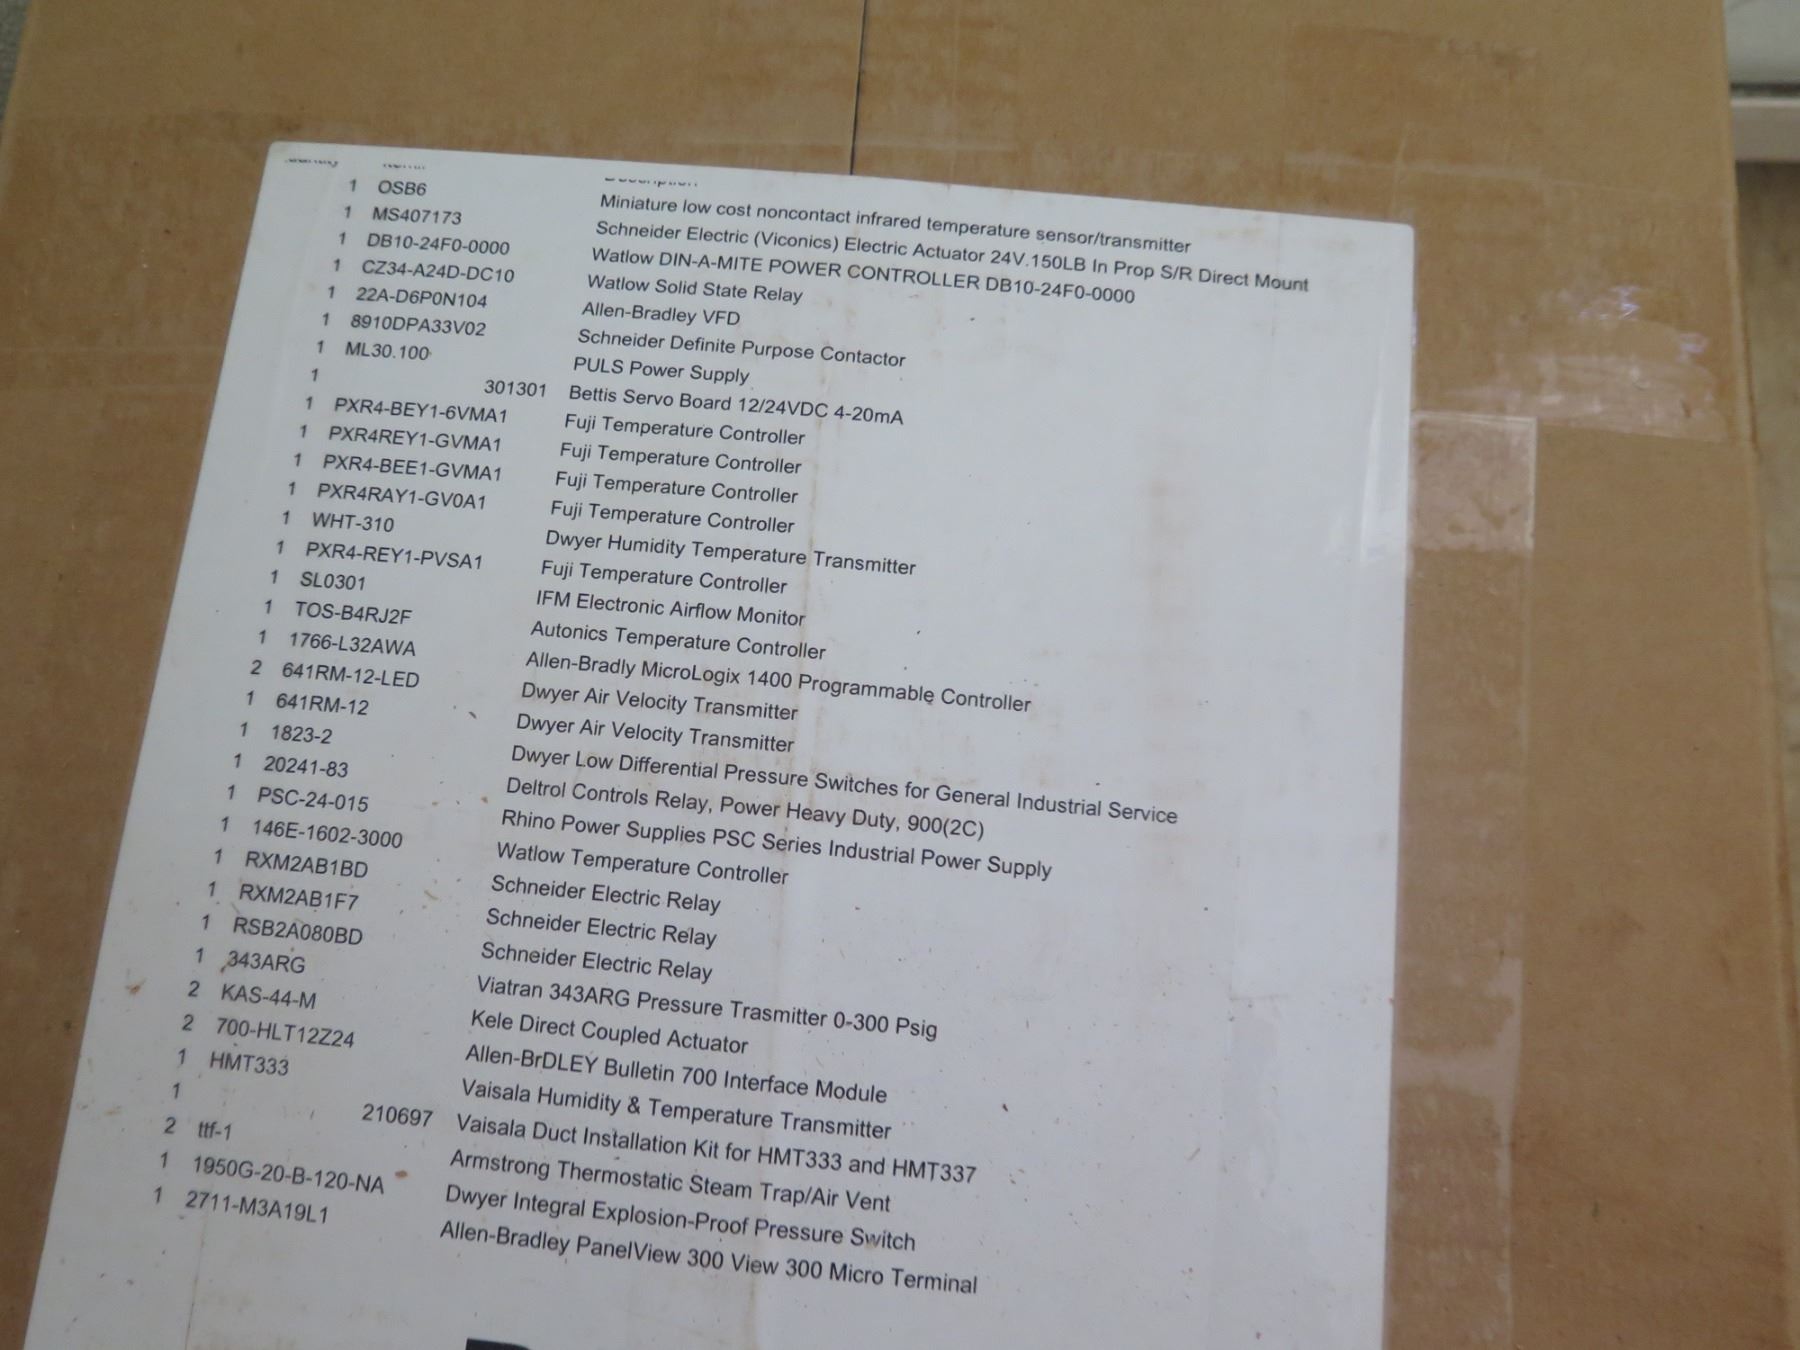 1 OSB6 Miniature low cost noncontact infrared temperature sensor/transmitter
1 MS407173 Schneider Electric (Viconics) Electric Actuator 24V.150LB In Prop S/R Direct Mount
1 DB10-24F0-0000 Watlow DIN-A-MITE POWER CONTROLLER DB10-24F0-0000
1 CZ34-A24D-DC10 Watlow Solid State Relay
1 22A-D6P0N104 Allen-Bradley VFD
1 8910DPA33V02 Schneider Definite Purpose Contactor
1 ML30.100 PULS Power Supply
1 301301 Bettis Servo Board 12/24VDC 4-20mA
1 PXR4-BEY1-6VMA1 Fuji Temperature Controller
1 PXR4REY1-GVMA1 Fuji Temperature Controller
1 PXR4-BEE1-GVMA1 Fuji Temperature Controller
1 PXR4RAY1-GV0A1 Fuji Temperature Controller
1 WHT-310 Dwyer Humidity Temperature Transmitter
1 PXR4-REY1-PVSA1 Fuji Temperature Controller
1 SL0301 IFM Electronic Airflow Monitor
1 TOS-B4RJ2F Autonics Temperature Controller
1 1766-L32AWA Allen-Bradly MicroLogix 1400 Programmable Controller
2 641RM-12-LED Dwyer Air Velocity Transmitter
1 641RM-12 Dwyer Air Velocity Transmitter
1 1823-2 Dwyer Low Differential Pressure Switches for General Industrial Service
1 20241-83 Deltrol Controls Relay, Power Heavy Duty, 900(2C)
1 PSC-24-015 Rhino Power Supplies PSC Series Industrial Power Supply
1 146E-1602-3000 Watlow Temperature Controller
1 RXM2AB1BD Schneider Electric Relay
1 RXM2AB1F7 Schneider Electric Relay
1 RSB2A080BD Schneider Electric Relay
1 343ARG Viatran 343ARG Pressure Trasmitter 0-300 Psig
2 KAS-44-M Kele Direct Coupled Actuator
2 700-HLT12Z24 Allen-BrDLEY Bulletin 700 Interface Module
1 HMT333 Vaisala Humidity & Temperature Transmitter
1 210697 Vaisala Duct Installation Kit for HMT333 and HMT337
2 ttf-1 Armstrong Thermostatic Steam Trap/Air Vent
1 1950G-20-B-120-NA Dwyer Integral Explosion-Proof Pressure Switch
1 2711-M3A19L1 Allen-Bradley PanelView 300 View 300 Micro Terminal